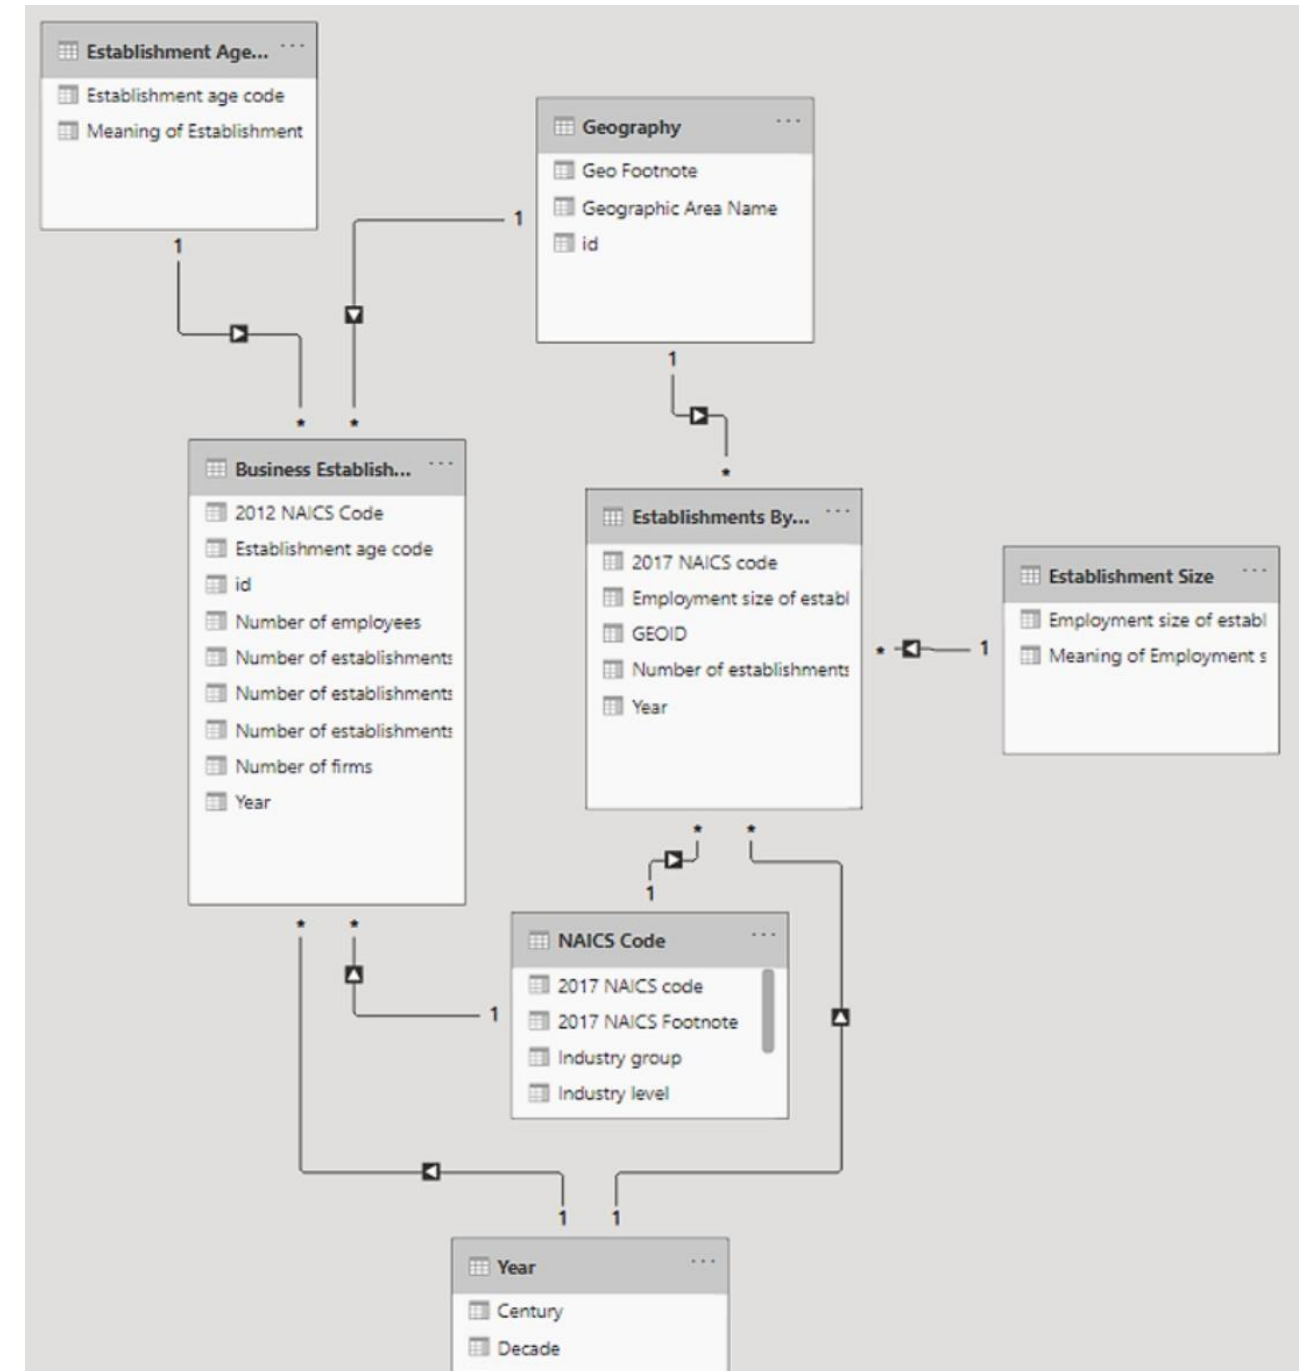 Establishment Age... ...
Establishment age code
Meaning of Establishment
1
Geography ...
Geo Footnote
Geographic Area Name
id
1
1
*
*
*
Business Establish... ...
2012 NAICS Code
Establishment age code
id
Number of employees
Number of establishments
Number of establishments
Number of establishments
Number of firms
Year
Establishments By... ...
2017 NAICS code
Employment size of establ
GEOID
Number of establishments
Year
*
1
Establishment Size ...
Employment size of establ
Meaning of Employment s
*
*
1
*
*
NAICS Code ...
2017 NAICS code
2017 NAICS Footnote
Industry group
Industry level
1
1
1
Year ...
Century
Decade